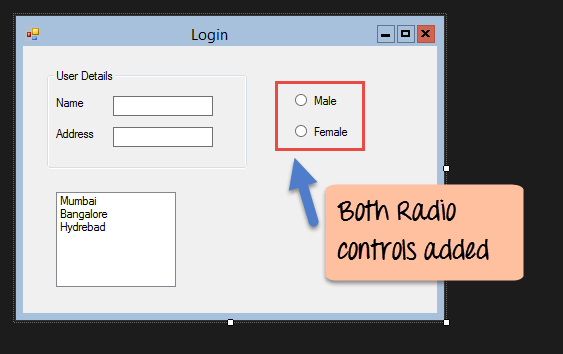 Login
User Details
Name
Address
Male
Female
Mumbai
Bangalore
Hydrebad
Both Radio
controls added